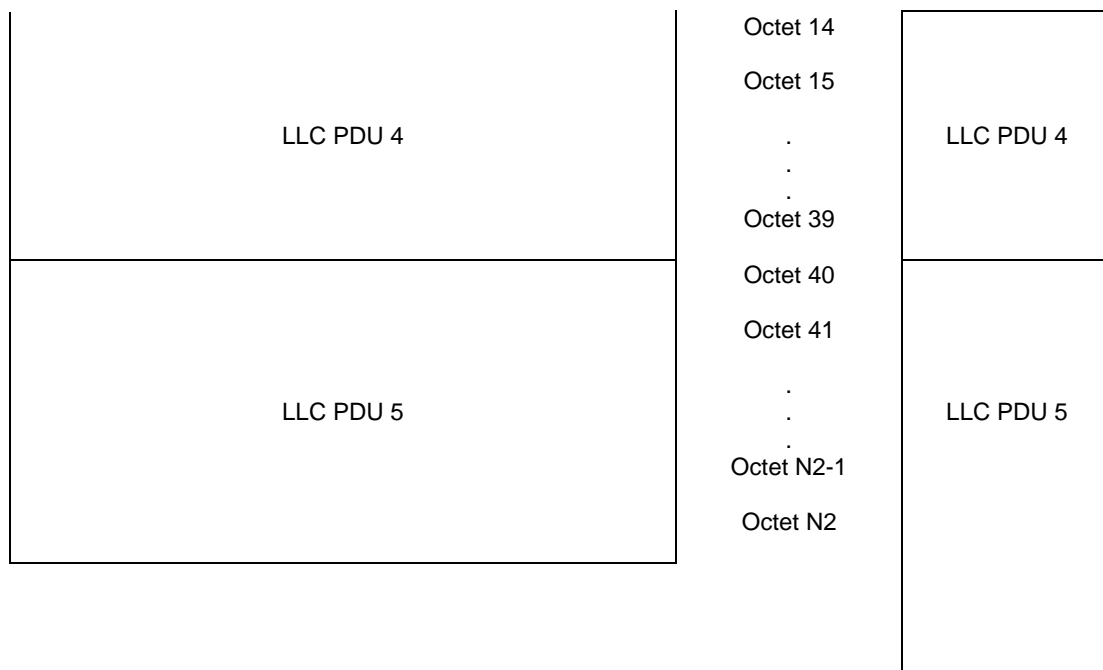 Octet 14
Octet 15
LLC PDU 4
.
LLC PDU 4
.
.
Octet 39
Octet 40
Octet 41
.
LLC PDU 5
.
LLC PDU 5
.
Octet N2-1
Octet N2